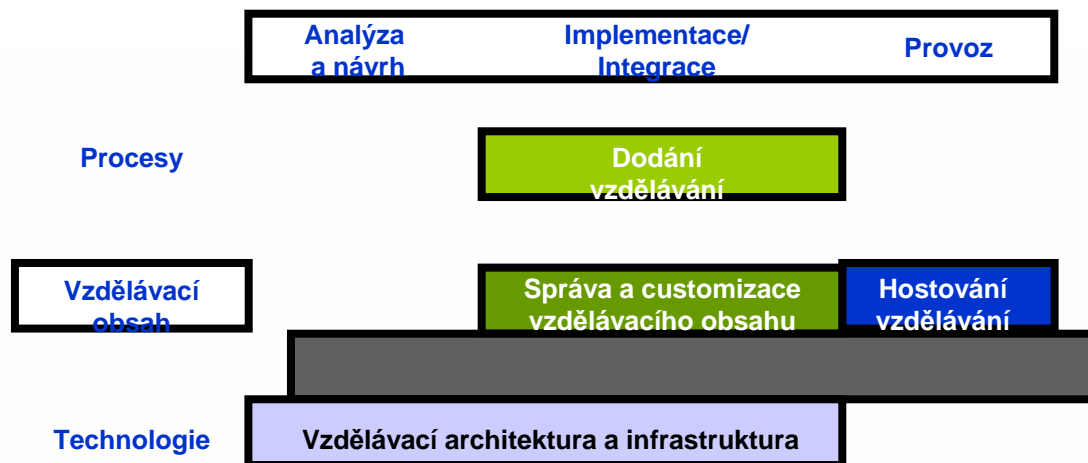 Analýza
a návrh
Implementace/
Integrace
Provoz
Procesy
Dodání
vzdělávání
Vzdělávací
obsah
Správa a customizace
vzdělávacího obsahu
Hostování
vzdělávání
Technologie
Vzdělávací architektura a infrastruktura